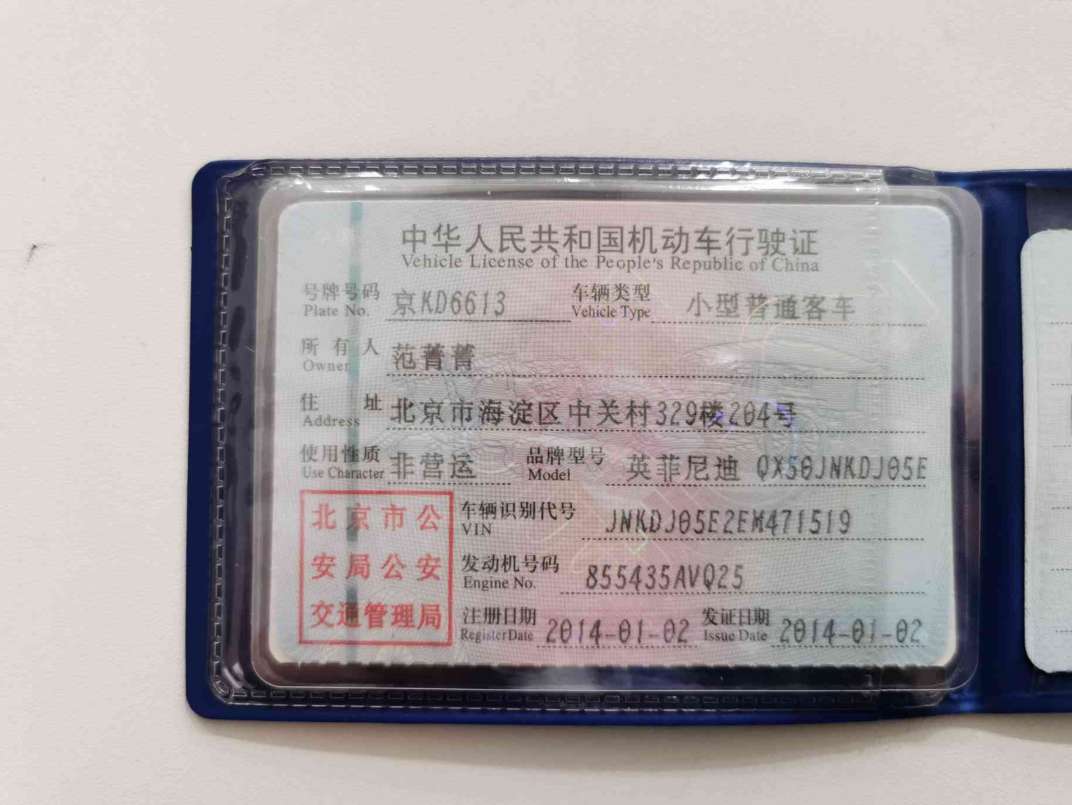 中华人民共和国机动车行驶证
Vehicle License of the People's Republic of China
号牌号码 京KD6613 车辆类型 小型普通客车
Plate No. Vehicle Type
所有人 范菁菁
Owner
住址 北京市海淀区中关村329楼204号
Address
使用性质 非营运 品牌型号 英菲尼迪 QX50JNKDJ05E
Use Character Model
北京市公 车辆识别代号 JNKDJ05E2EM471519
VIN
安局公安 发动机号码 855435AVQ25
Engine No.
交通管理局 注册日期 2014-01-02 发证日期 2014-01-02
Register Date Issue Date